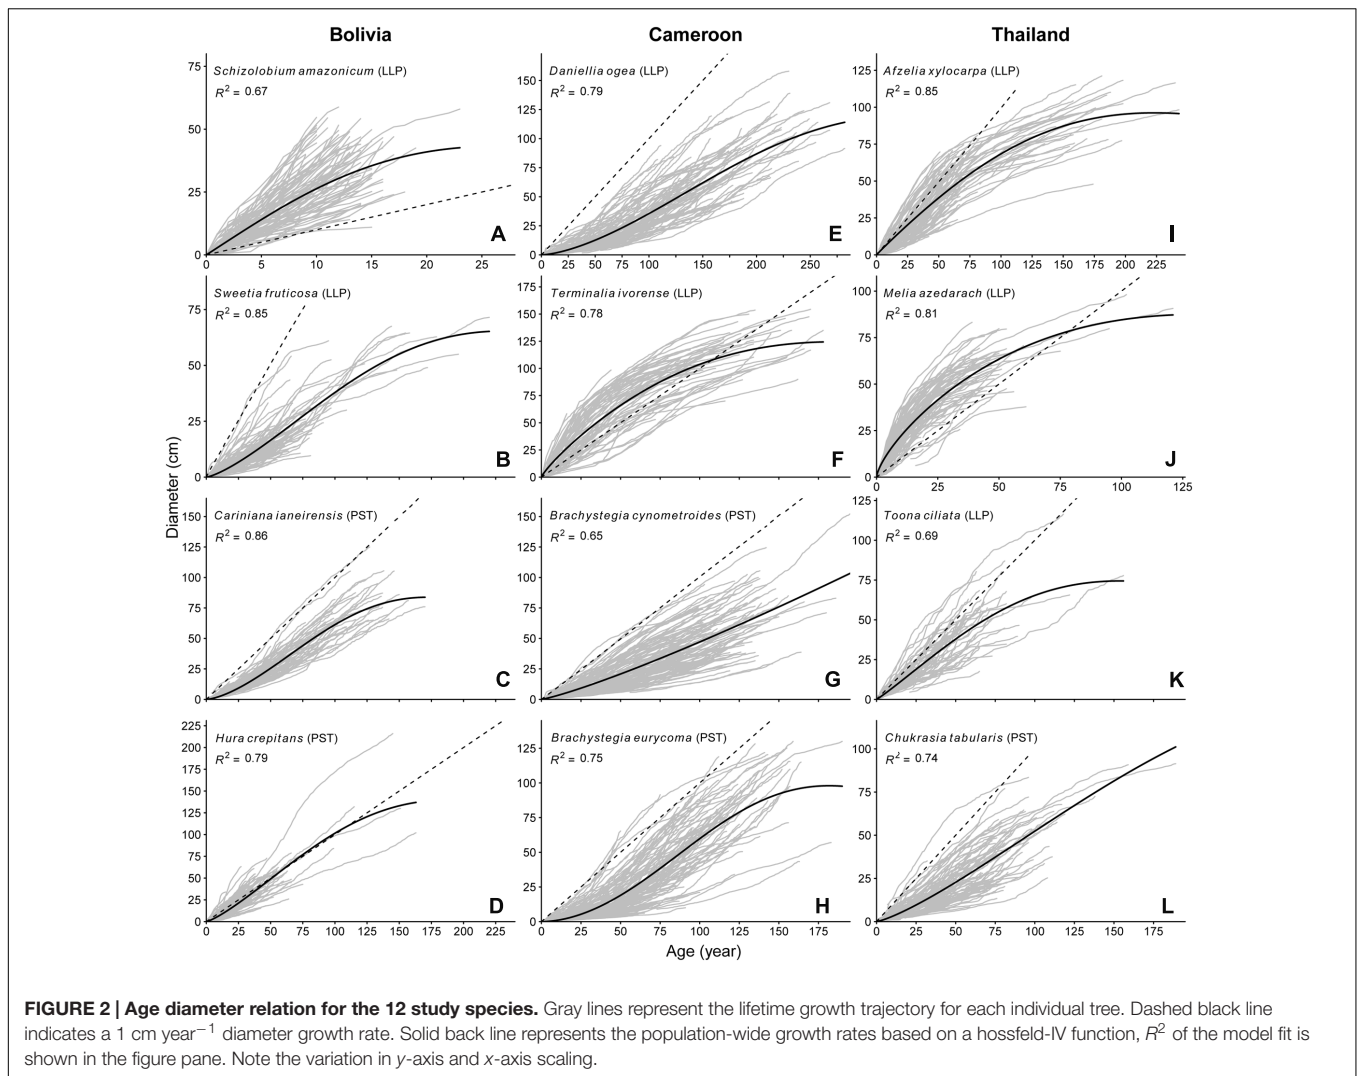 Bolivia
Cameroon
Thailand
Schizolobium amazonicum (LLP)
R² = 0.67
75
50
25
0
A
0 5 10 15 20 25
Daniellia ogea (LLP)
R² = 0.79
150
125
100
75
50
25
0
E
0 25 50 75 100 125 150 175 200 225 250 275
Afzelia xylocarpa (LLP)
R² = 0.85
125
100
75
50
25
0
I
0 25 50 75 100 125 150 175 200 225
Sweetia fruticosa (LLP)
R² = 0.85
75
50
25
0
B
Terminalia ivorense (LLP)
R² = 0.78
175
150
125
100
75
50
25
0
F
Melia azedarach (LLP)
R² = 0.81
100
75
50
25
0
J
0 25 50 75 100 125
Diameter (cm)
Cariniana ianeirensis (PST)
R² = 0.86
150
125
100
75
50
25
0
C
Brachystegia cynometroides (PST)
R² = 0.65
150
125
100
75
50
25
0
G
Toona ciliata (LLP)
R² = 0.69
125
100
75
50
25
0
K
Hura crepitans (PST)
R² = 0.79
225
200
175
150
125
100
75
50
25
0
D
0 25 50 75 100 125 150 175 200 225
Brachystegia eurycoma (PST)
R² = 0.75
125
100
75
50
25
0
H
0 25 50 75 100 125 150 175
Chukrasia tabularis (PST)
R² = 0.74
100
75
50
25
0
L
0 25 50 75 100 125 150 175
Age (year)
FIGURE 2 | Age diameter relation for the 12 study species. Gray lines represent the lifetime growth trajectory for each individual tree. Dashed black line
indicates a 1 cm year⁻¹ diameter growth rate. Solid back line represents the population-wide growth rates based on a hossfeld-IV function, R² of the model fit is
shown in the figure pane. Note the variation in y-axis and x-axis scaling.